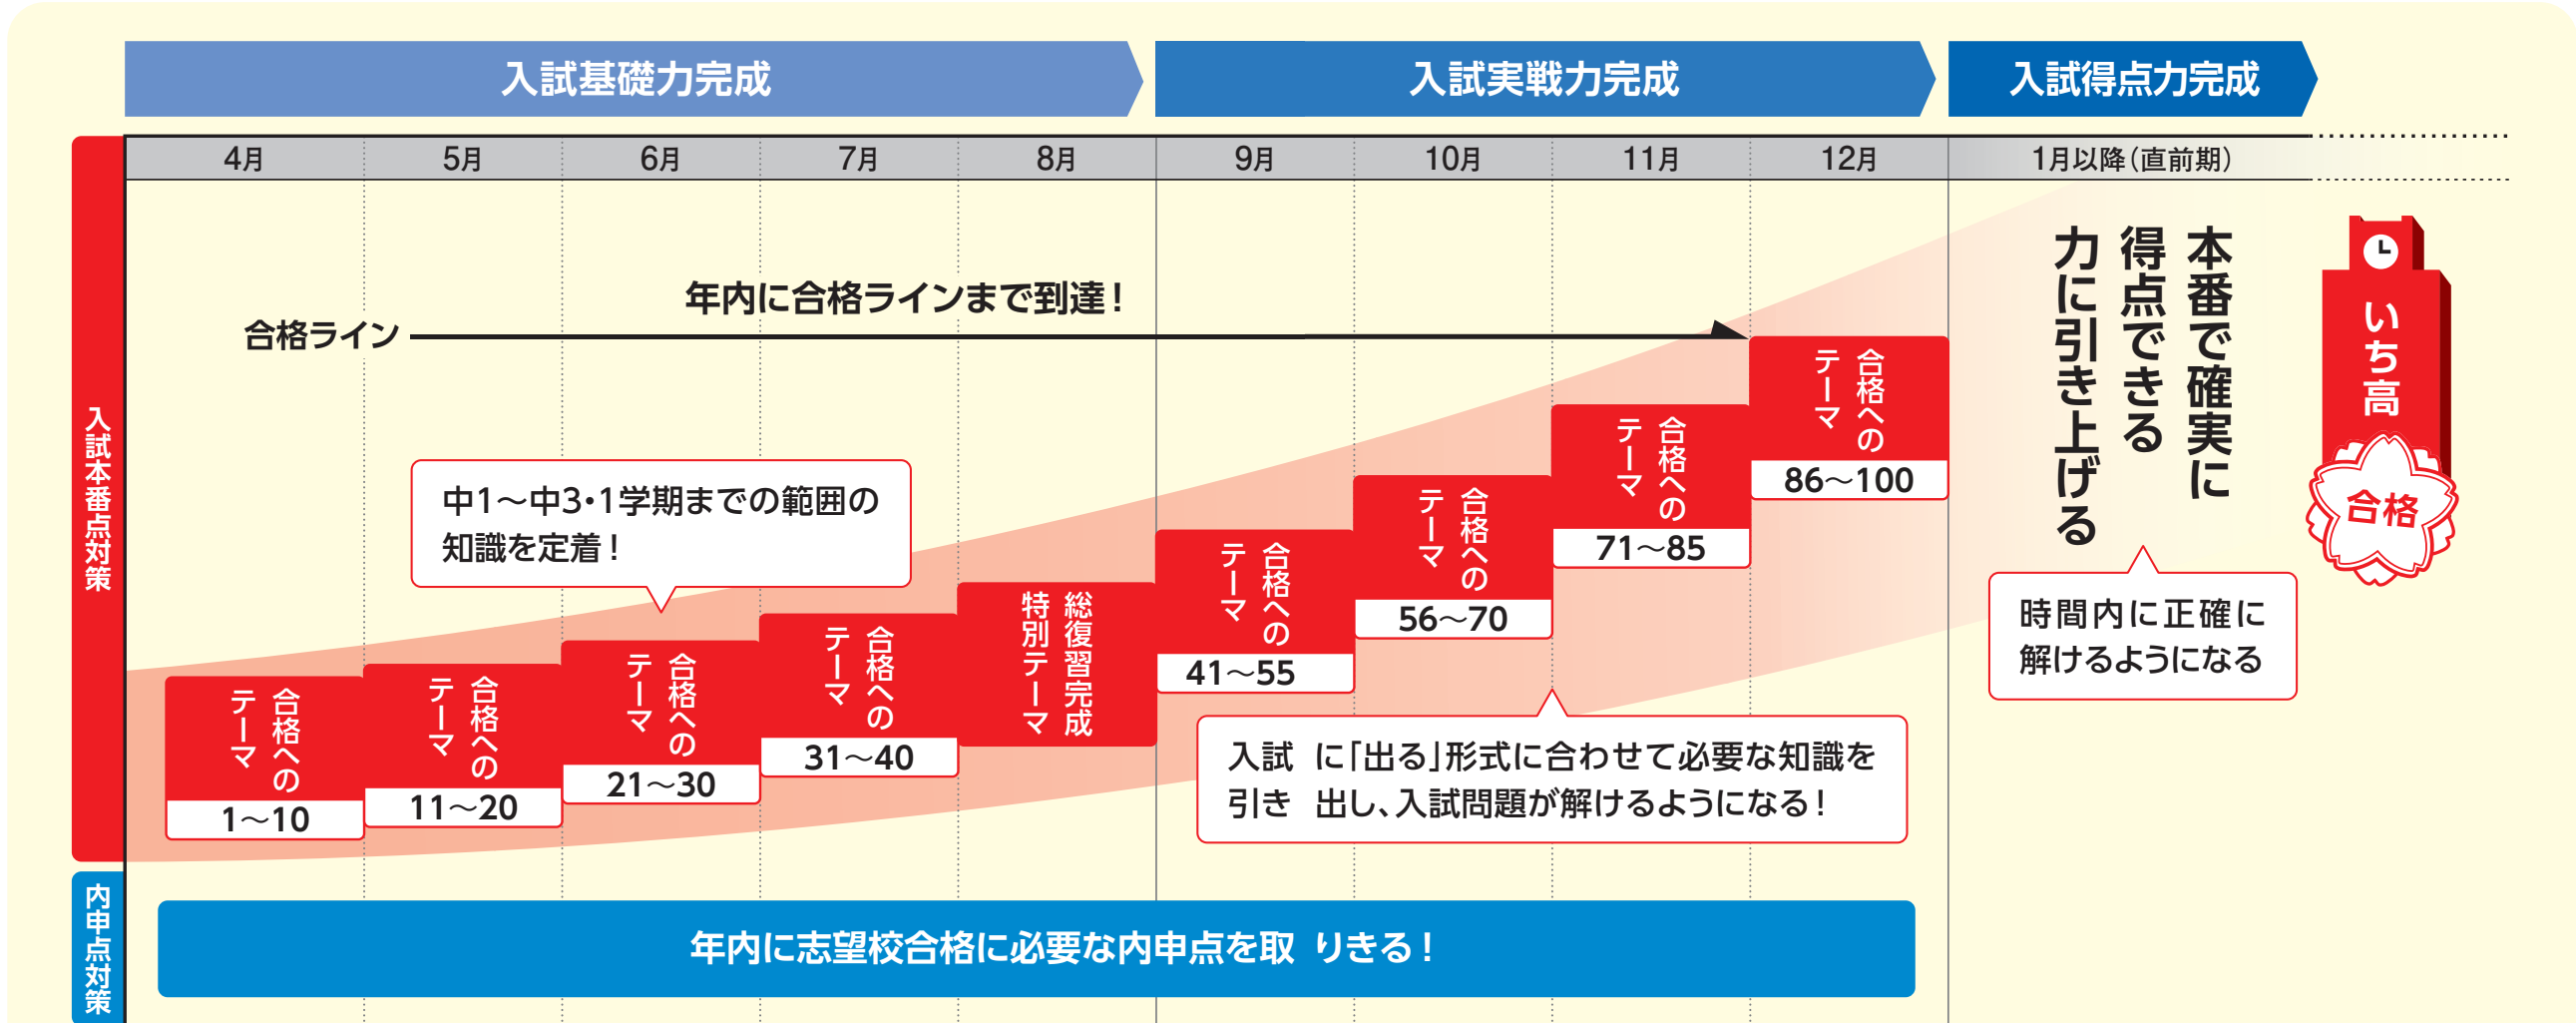 入試基礎力完成
入試実戦力完成
入試得点力完成
4月
5月
6月
7月
8月
9月
10月
11月
12月
1月以降（直前期）
入試本番点対策
年内に合格ラインまで到達！
合格ライン
中1～中3・1学期までの範囲の
知識を定着！
合格への
テーマ
1～10
合格への
テーマ
11～20
合格への
テーマ
21～30
合格への
テーマ
31～40
総復習完成
特別テーマ
合格への
テーマ
41～55
合格への
テーマ
56～70
合格への
テーマ
71～85
合格への
テーマ
86～100
入試 に「出る」形式に合わせて必要な知識を
引き 出し、入試問題が解けるようになる！
本番で確実に
得点できる
力に引き上げる
時間内に正確に
解けるようになる
いち高
合格
内申点対策
年内に志望校合格に必要な内申点を取 りきる！